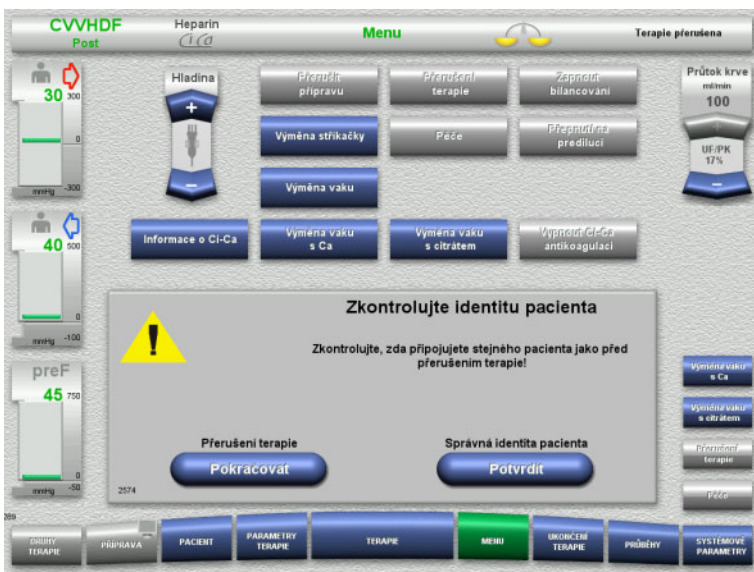 CVVHDF
Post
Heparin
Ci Ca
Menu
Terapie přerušena
30
300
0
mmHg -300
Hladina
+
−
Přerušit
přípravu
Přerušení
terapie
Zapnout
bilancování
Výměna stříkačky
Péče
Přepnutí na
prediluci
Výměna vaku
Průtok krve
ml/min
100
+
UF/PK
17%
−
40
500
0
mmHg -100
Informace o Ci-Ca
Výměna vaku
s Ca
Výměna vaku
s citrátem
Vypnout Ci-Ca
antikoagulaci
Zkontrolujte identitu pacienta
Zkontrolujte, zda připojujete stejného pacienta jako před
přerušením terapie!
Přerušení terapie
Pokračovat
Správná identita pacienta
Potvrdit
2574
preF
45
750
0
mmHg -50
Výměna vaku
s Ca
Výměna vaku
s citrátem
Přerušení
terapie
Péče
289
DRUHY
TERAPIE
PŘÍPRAVA
PACIENT
PARAMETRY
TERAPIE
TERAPIE
MENU
UKONČENÍ
TERAPIE
PRŮBĚHY
SYSTÉMOVÉ
PARAMETRY